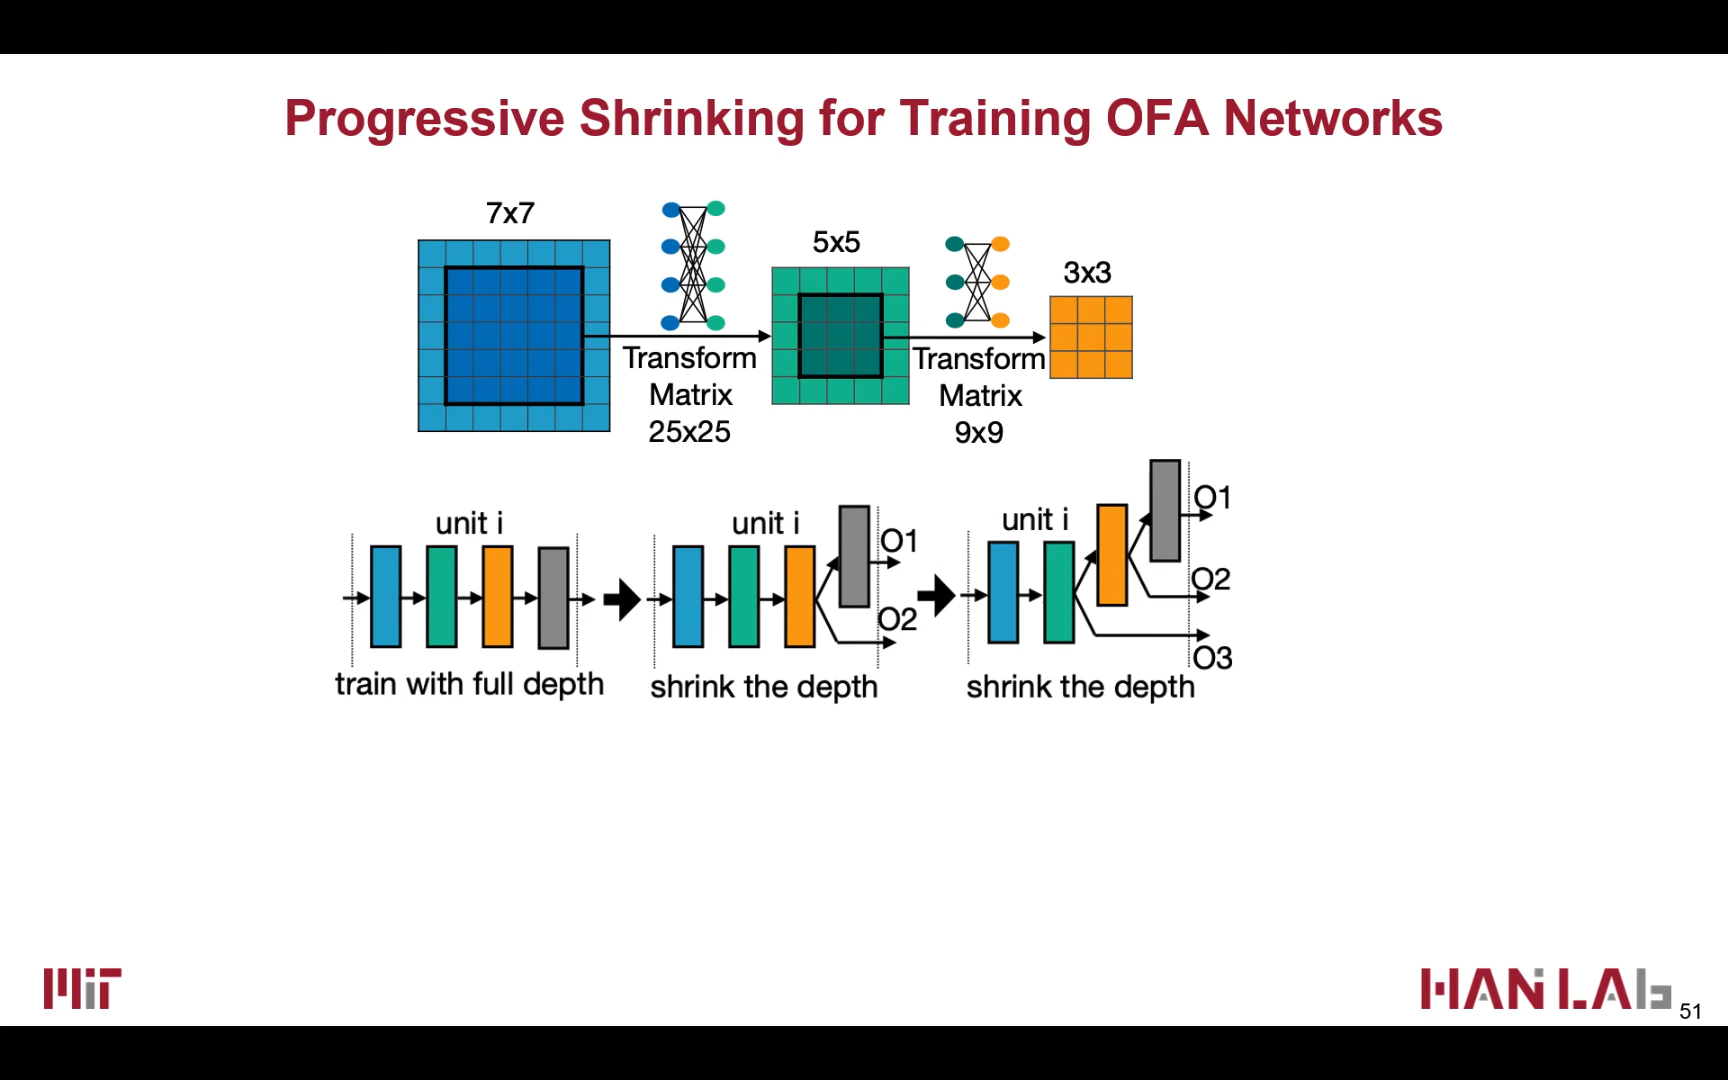 Progressive Shrinking for Training OFA Networks
7x7
5x5
3x3
Transform
Matrix
25x25
Transform
Matrix
9x9
unit i
train with full depth
unit i
O1
O2
shrink the depth
unit i
O1
O2
O3
shrink the depth
MIT
HAN LAb
51